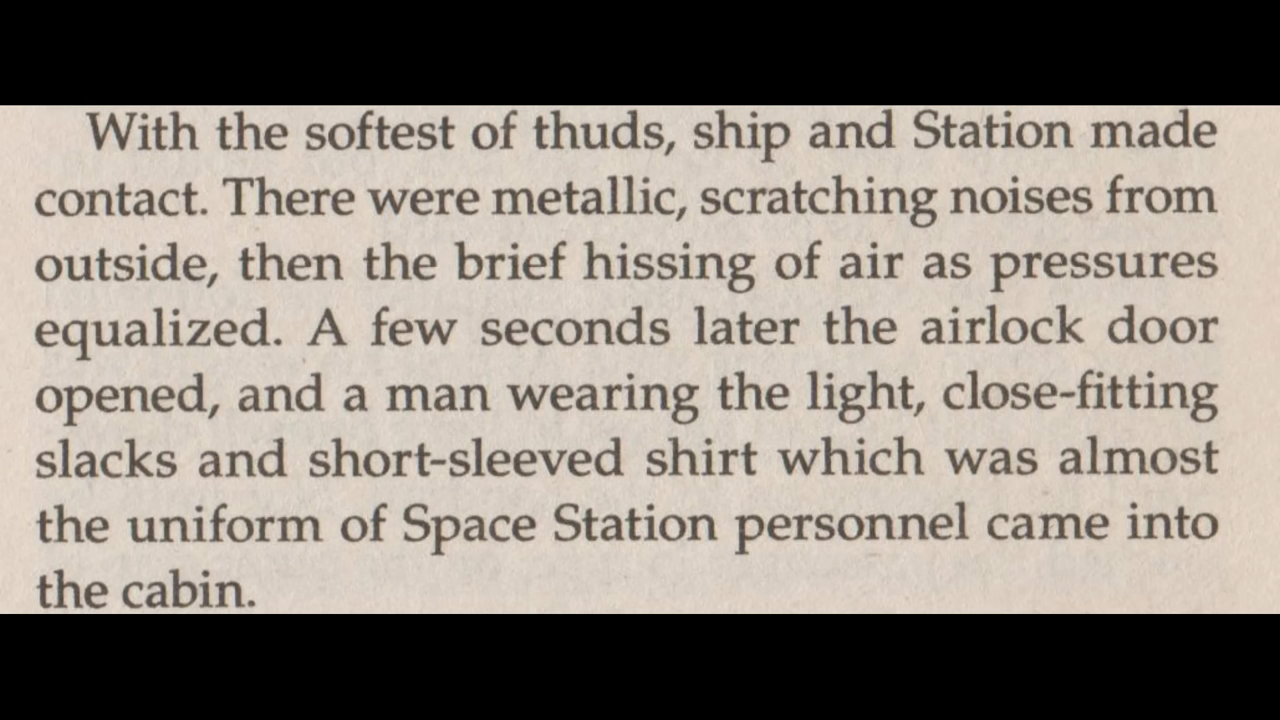 With the softest of thuds, ship and Station made
contact. There were metallic, scratching noises from
outside, then the brief hissing of air as pressures
equalized. A few seconds later the airlock door
opened, and a man wearing the light, close-fitting
slacks and short-sleeved shirt which was almost
the uniform of Space Station personnel came into
the cabin.